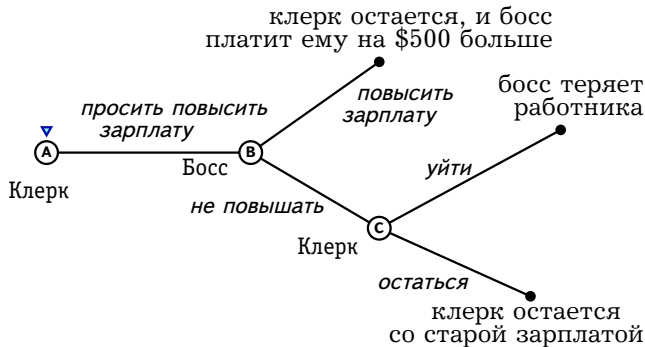 клерк остается, и босс
платит ему на $500 больше
босс теряет
работника
повысить
зарплату
просить повысить
зарплату
A
B
Босс
Клерк
уйти
не повышать
C
Клерк
остаться
клерк остается
со старой зарплатой